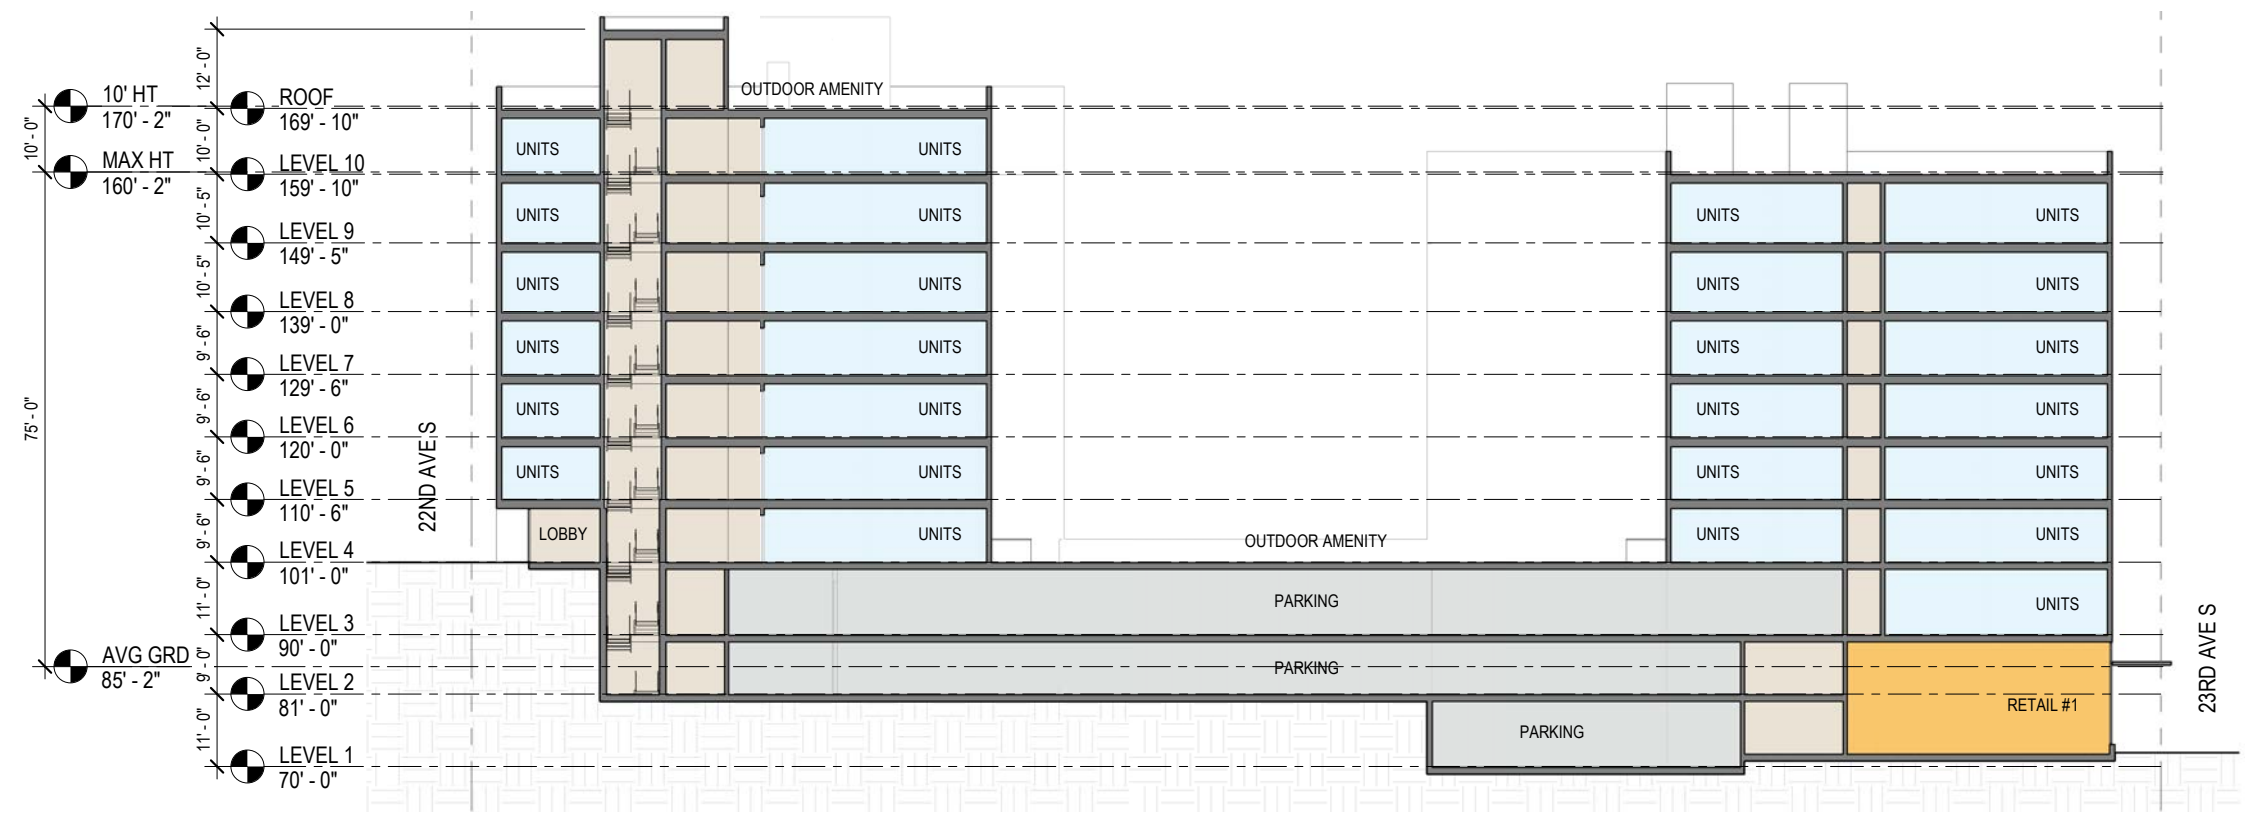 12' - 0"
10' HT
170' - 2"
ROOF
169' - 10"
OUTDOOR AMENITY
10' - 0"
10' - 0"
UNITS
UNITS
MAX HT
160' - 2"
LEVEL 10
159' - 10"
10' - 5"
UNITS
UNITS
UNITS
UNITS
LEVEL 9
149' - 5"
10' - 5"
UNITS
UNITS
UNITS
UNITS
LEVEL 8
139' - 0"
9' - 6"
UNITS
UNITS
UNITS
UNITS
LEVEL 7
129' - 6"
75' - 0"
9' - 6"
UNITS
UNITS
UNITS
UNITS
LEVEL 6
120' - 0"
9' - 6"
22ND AVE S
UNITS
UNITS
UNITS
UNITS
LEVEL 5
110' - 6"
9' - 6"
LOBBY
UNITS
OUTDOOR AMENITY
UNITS
UNITS
LEVEL 4
101' - 0"
11' - 0"
PARKING
UNITS
LEVEL 3
90' - 0"
AVG GRD
85' - 2"
9' - 0"
PARKING
23RD AVE S
LEVEL 2
81' - 0"
RETAIL #1
11' - 0"
PARKING
LEVEL 1
70' - 0"